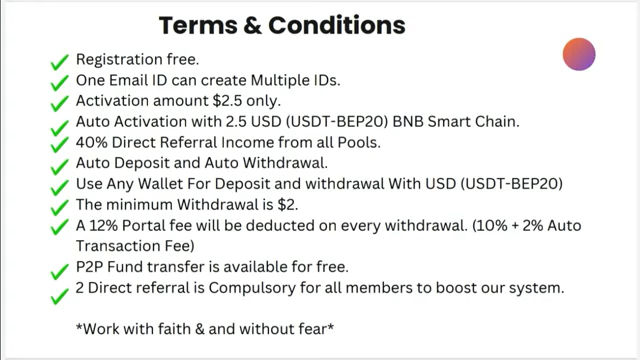 Terms & Conditions
Registration free.
One Email ID can create Multiple IDs.
Activation amount $2.5 only.
Auto Activation with 2.5 USD (USDT-BEP20) BNB Smart Chain.
40% Direct Referral Income from all Pools.
Auto Deposit and Auto Withdrawal.
Use Any Wallet For Deposit and withdrawal With USD (USDT-BEP20)
The minimum Withdrawal is $2.
A 12% Portal fee will be deducted on every withdrawal. (10% + 2% Auto
Transaction Fee)
P2P Fund transfer is available for free.
2 Direct referral is Compulsory for all members to boost our system.
*Work with faith & and without fear*